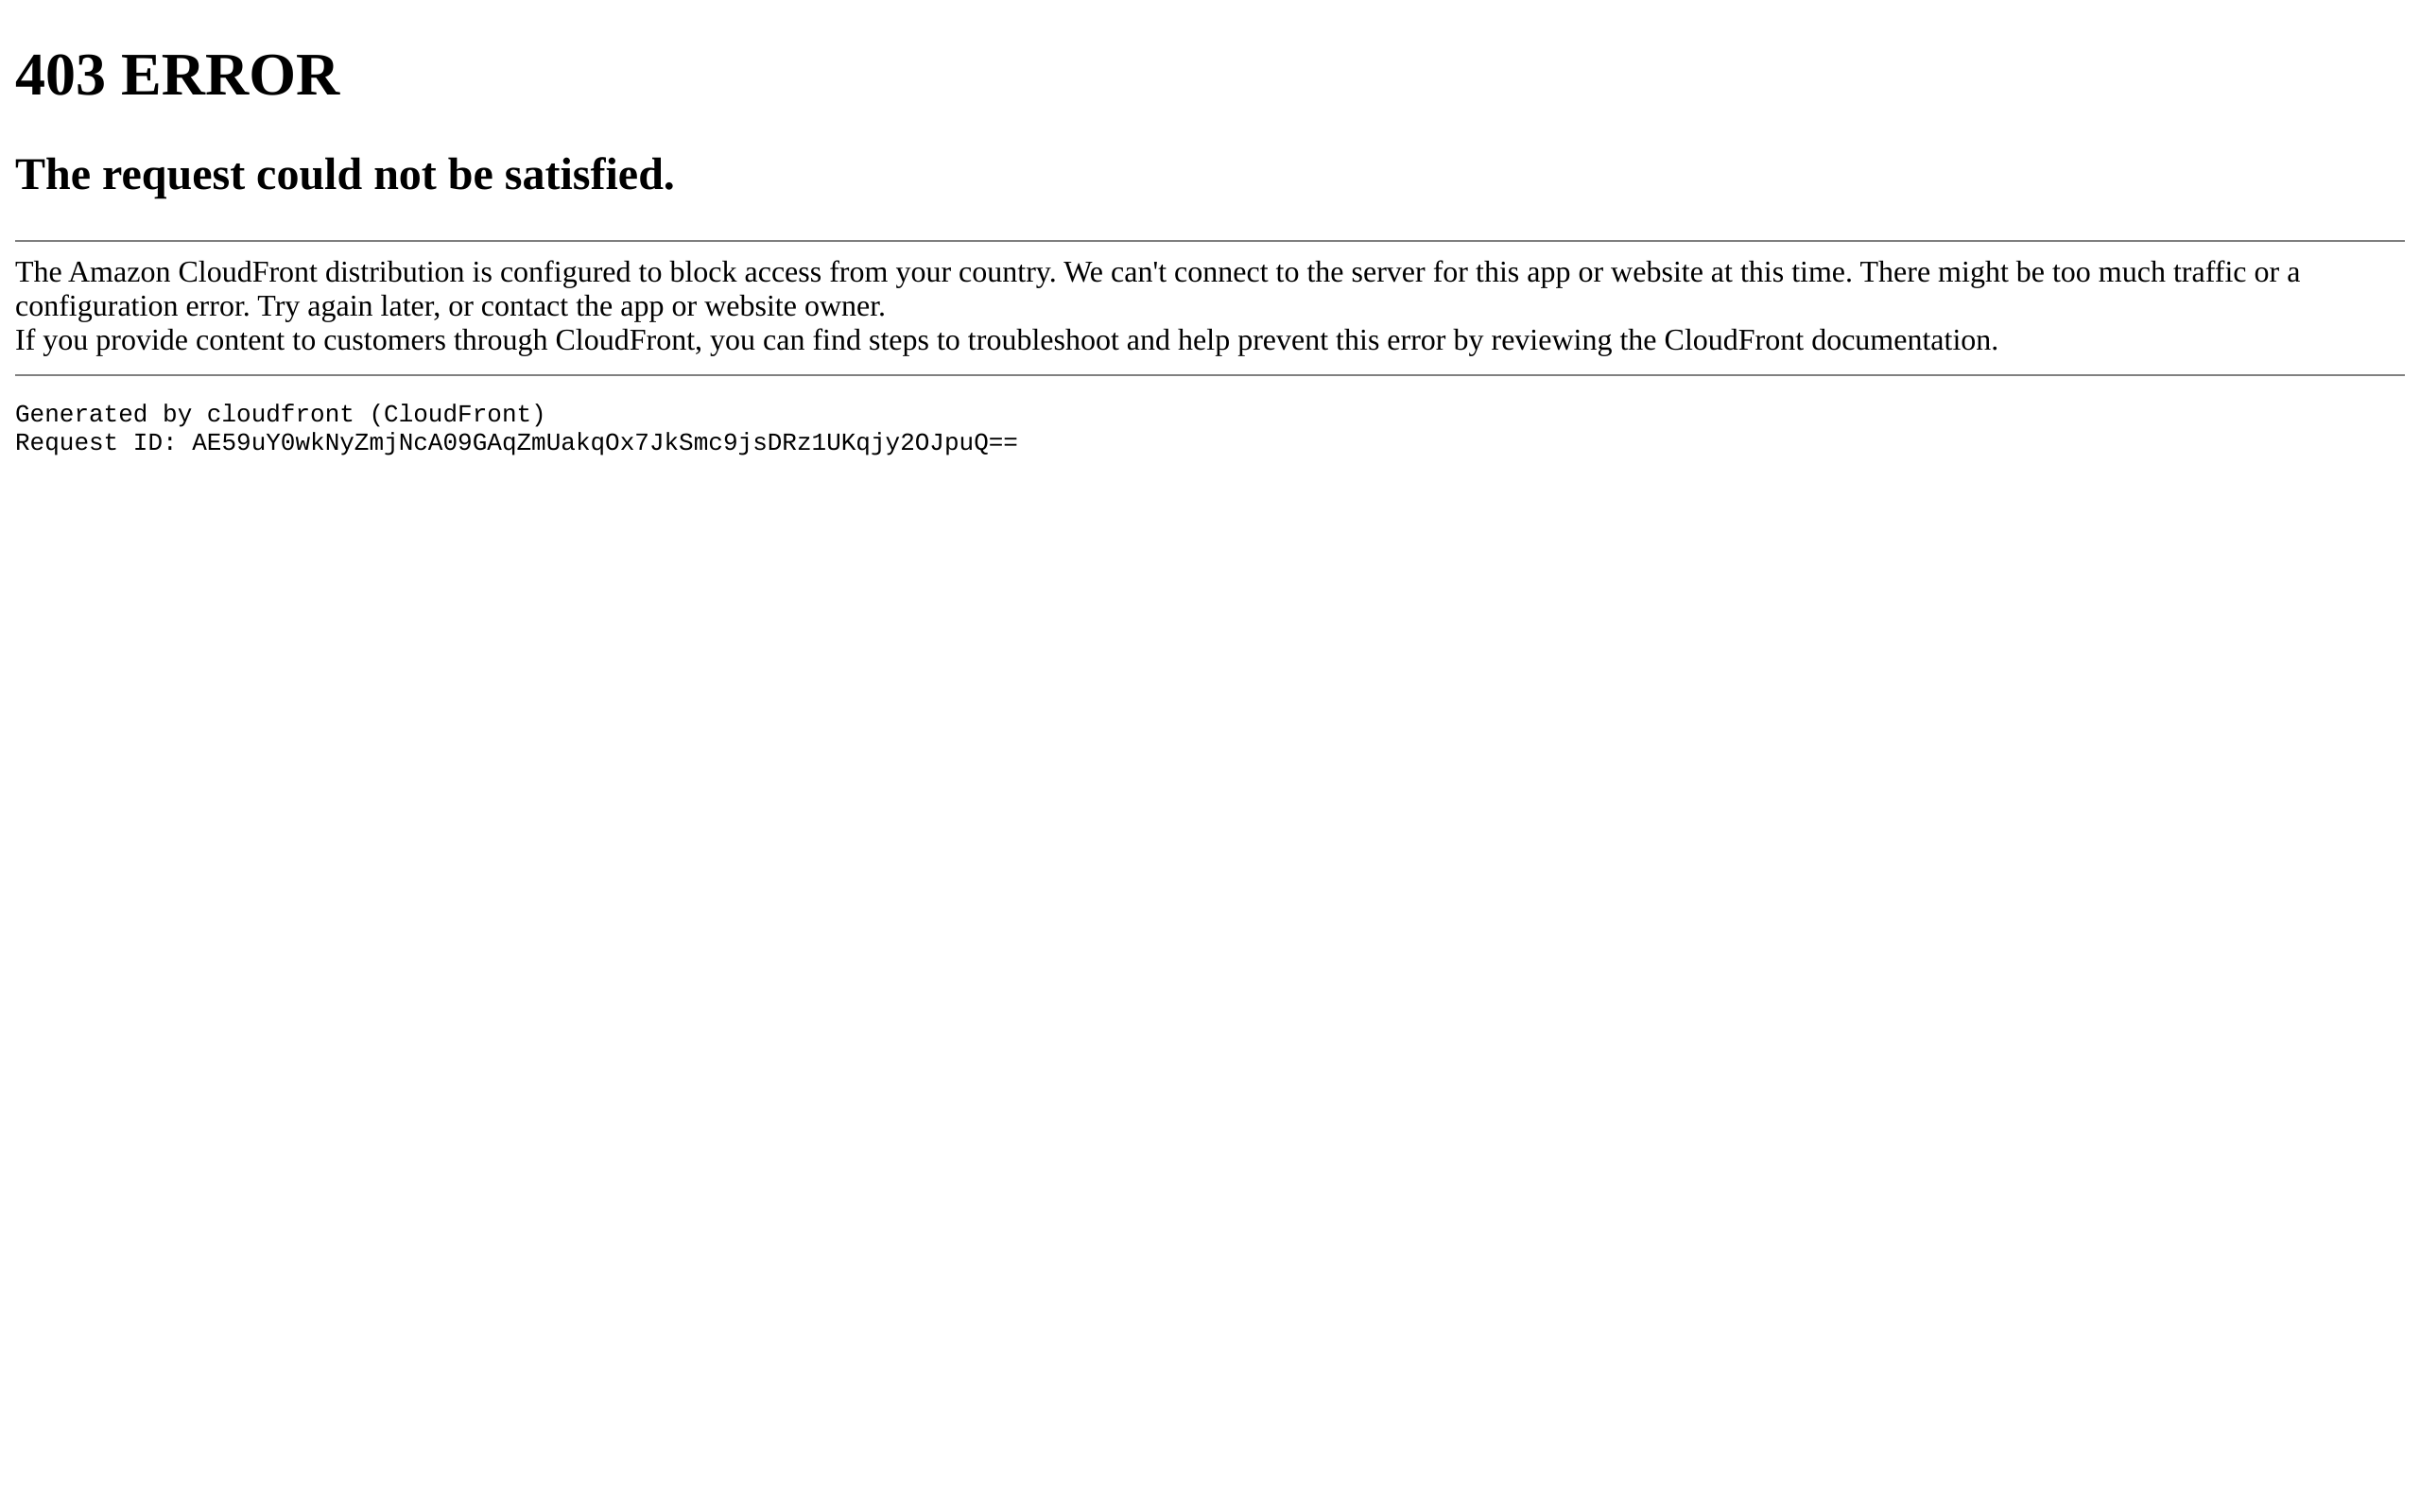 403 ERROR
The request could not be satisfied.
The Amazon CloudFront distribution is configured to block access from your country. We can't connect to the server for this app or website at this time. There might be too much traffic or a
configuration error. Try again later, or contact the app or website owner.
If you provide content to customers through CloudFront, you can find steps to troubleshoot and help prevent this error by reviewing the CloudFront documentation.
Generated by cloudfront (CloudFront)
Request ID: AE59uY0wkNyZmjNcA09GAqZmUakqOx7JkSmc9jsDRz1UKqjy2OJpuQ==